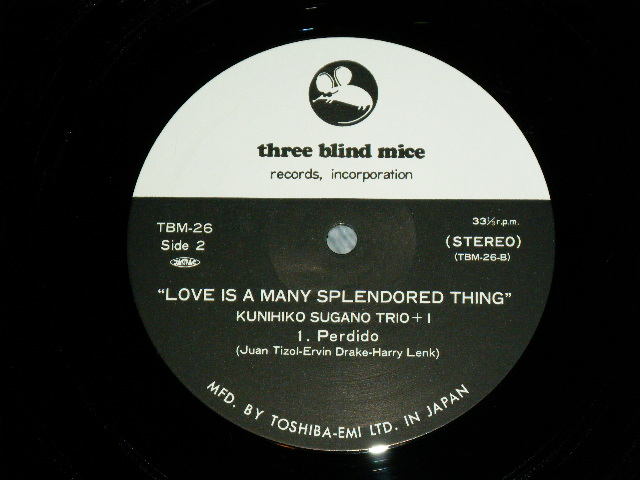 three blind mice
records, incorporation
TBM-26
Side 2
33⅓r.p.m.
(STEREO)
(TBM-26-B)
"LOVE IS A MANY SPLENDORED THING"
KUNIHIKO SUGANO TRIO+1
1. Perdido
(Juan Tizol-Ervin Drake-Harry Lenk)
MFD. BY TOSHIBA-EMI LTD. IN JAPAN